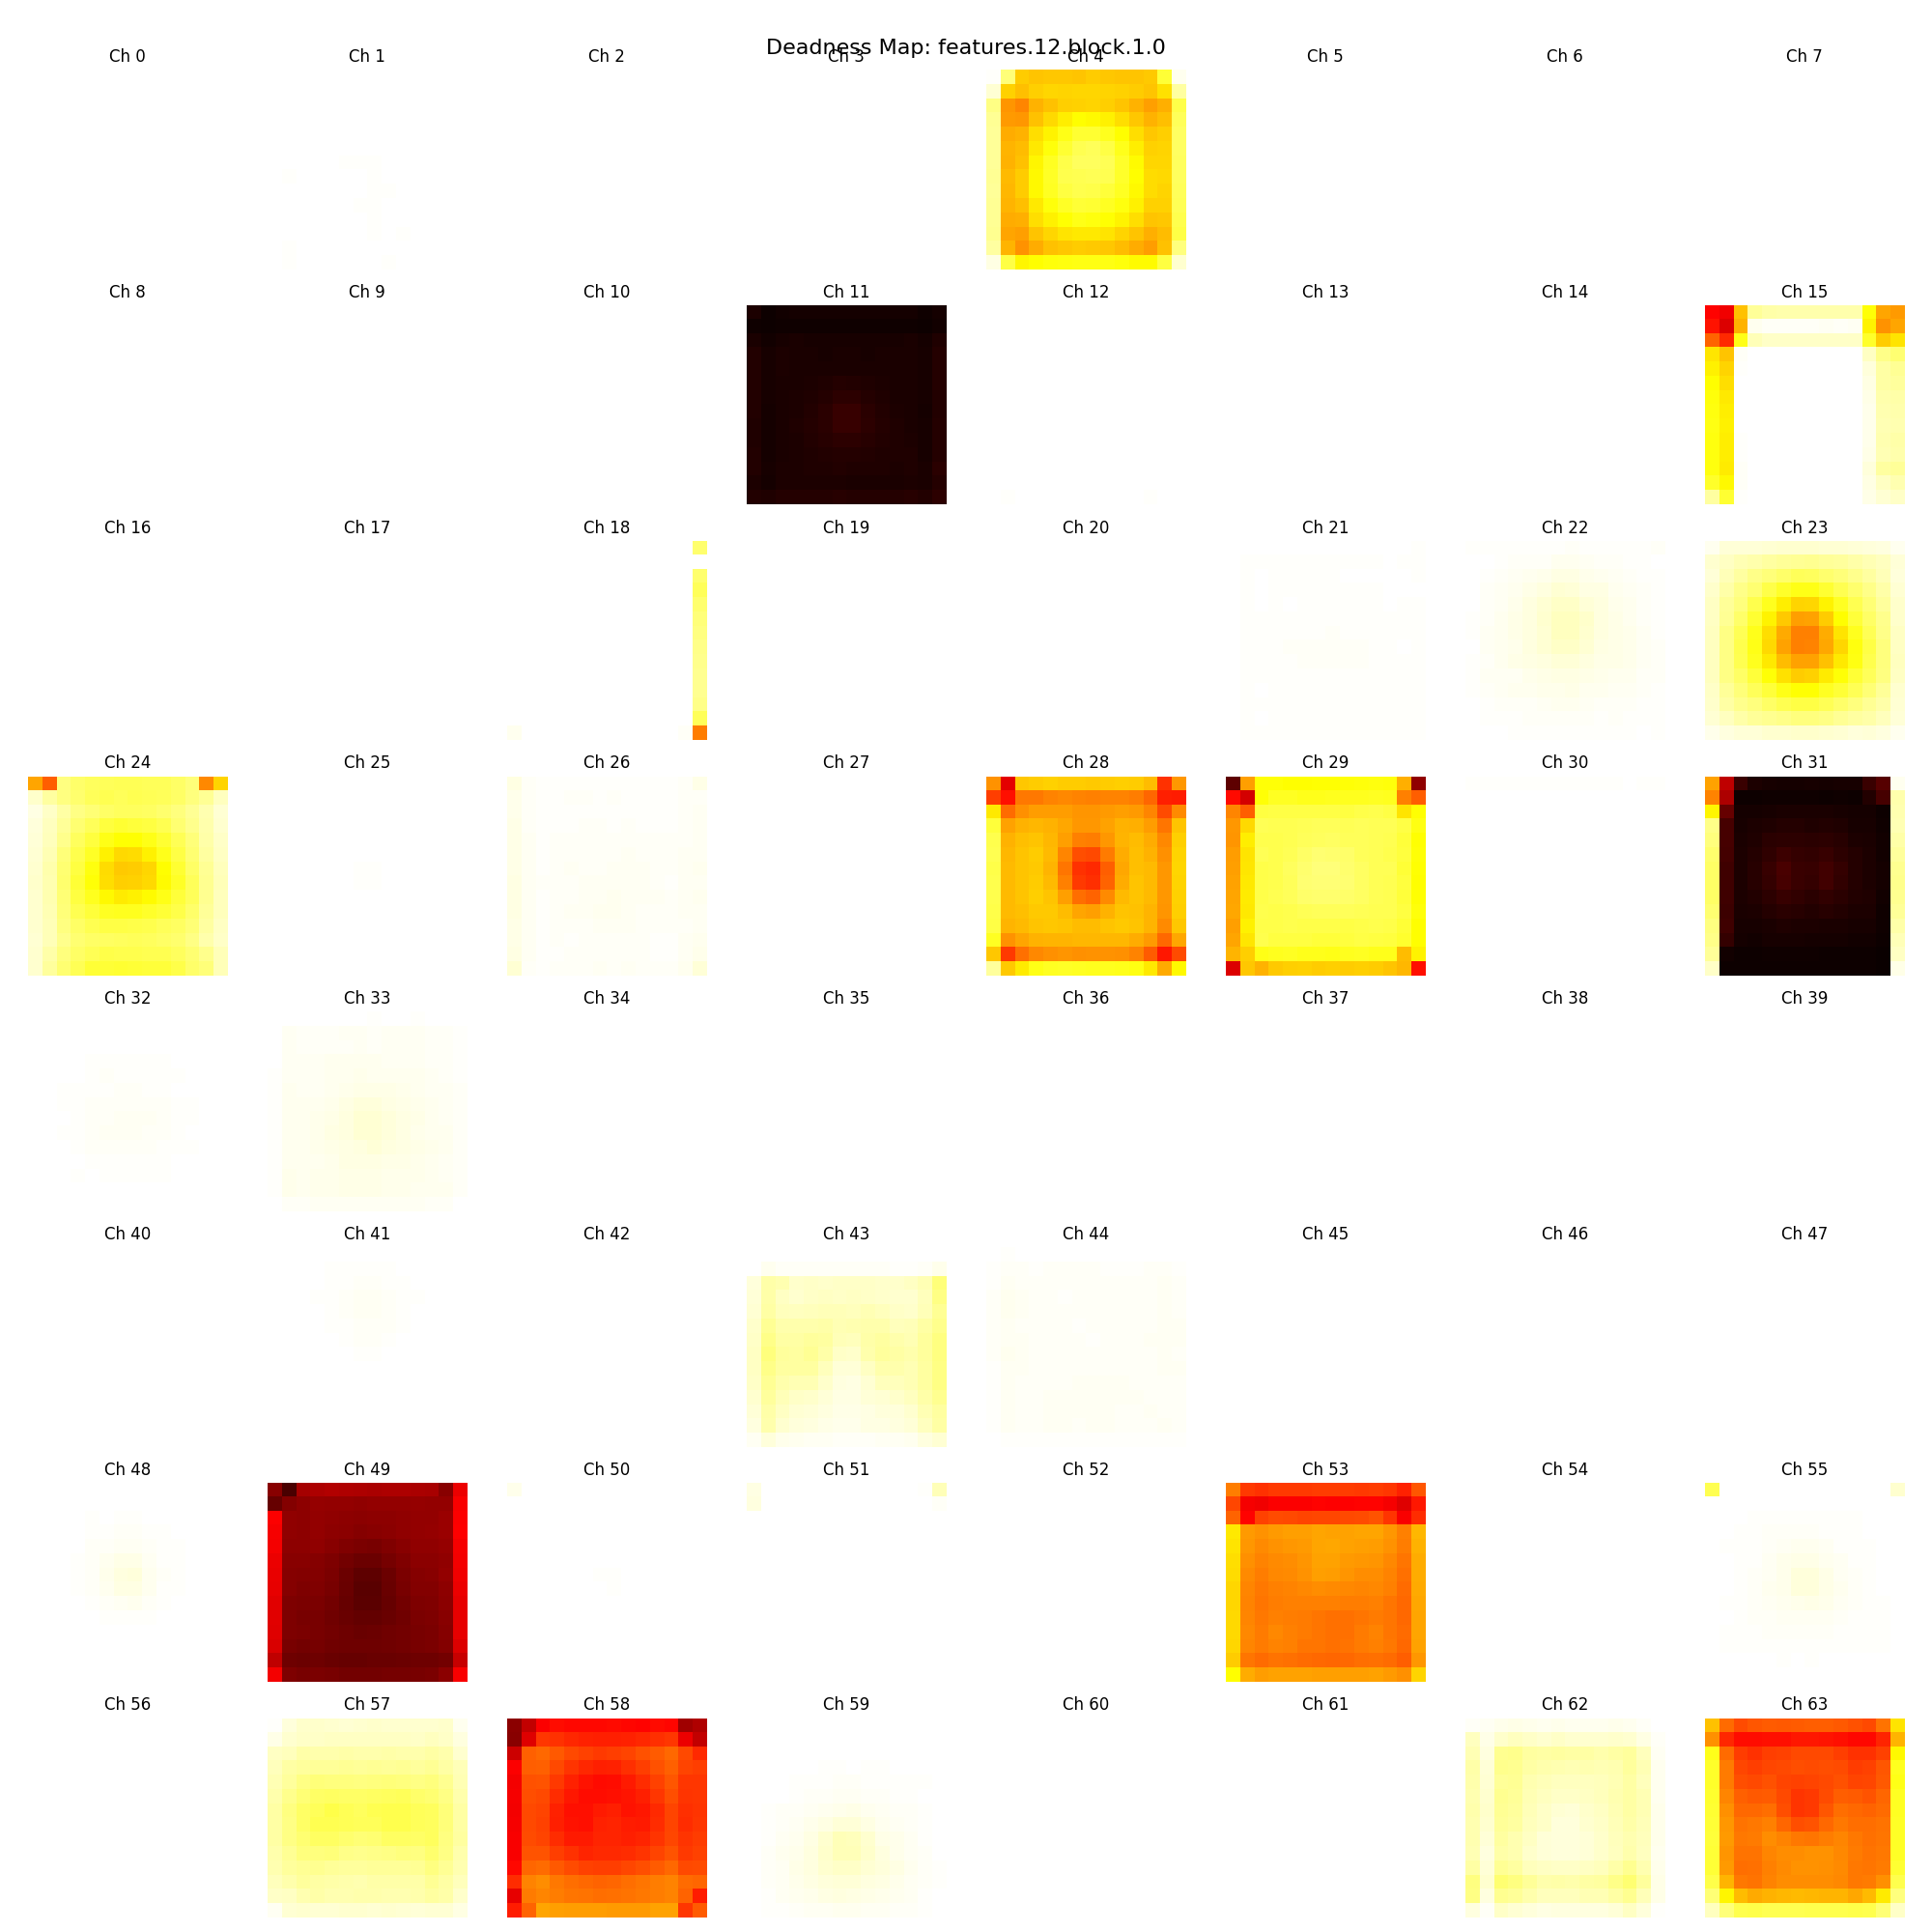 Deadness Map: features.12.block.1.0
Ch 0 Ch 1 Ch 2 Ch 3 Ch 4 Ch 5 Ch 6 Ch 7
Ch 8 Ch 9 Ch 10 Ch 11 Ch 12 Ch 13 Ch 14 Ch 15
Ch 16 Ch 17 Ch 18 Ch 19 Ch 20 Ch 21 Ch 22 Ch 23
Ch 24 Ch 25 Ch 26 Ch 27 Ch 28 Ch 29 Ch 30 Ch 31
Ch 32 Ch 33 Ch 34 Ch 35 Ch 36 Ch 37 Ch 38 Ch 39
Ch 40 Ch 41 Ch 42 Ch 43 Ch 44 Ch 45 Ch 46 Ch 47
Ch 48 Ch 49 Ch 50 Ch 51 Ch 52 Ch 53 Ch 54 Ch 55
Ch 56 Ch 57 Ch 58 Ch 59 Ch 60 Ch 61 Ch 62 Ch 63